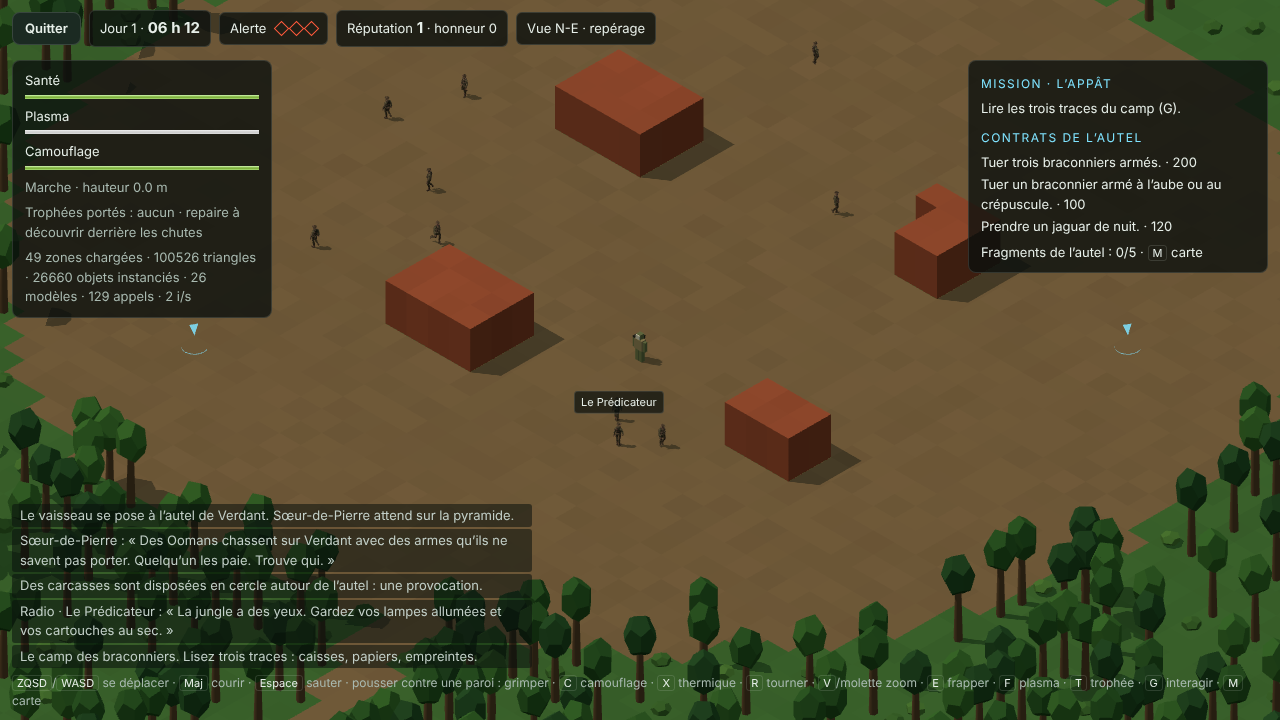 Quitter
Jour 1 · 06 h 12
Alerte
Réputation 1 · honneur 0
Vue N-E · repérage
Santé
Plasma
Camouflage
Marche · hauteur 0.0 m
Trophées portés : aucun · repaire à
découvrir derrière les chutes
49 zones chargées · 100526 triangles
· 26660 objets instanciés · 26
modèles · 129 appels · 2 i/s
MISSION · L’APPÂT
Lire les trois traces du camp (G).
CONTRATS DE L’AUTEL
Tuer trois braconniers armés. · 200
Tuer un braconnier armé à l’aube ou au
crépuscule. · 100
Prendre un jaguar de nuit. · 120
Fragments de l’autel : 0/5 · M carte
Le Prédicateur
Le vaisseau se pose à l’autel de Verdant. Sœur-de-Pierre attend sur la pyramide.
Sœur-de-Pierre : « Des Oomans chassent sur Verdant avec des armes qu’ils ne
savent pas porter. Quelqu’un les paie. Trouve qui. »
Des carcasses sont disposées en cercle autour de l’autel : une provocation.
Radio · Le Prédicateur : « La jungle a des yeux. Gardez vos lampes allumées et
vos cartouches au sec. »
Le camp des braconniers. Lisez trois traces : caisses, papiers, empreintes.
ZQSD / WASD se déplacer · Maj courir · Espace sauter · pousser contre une paroi : grimper · C camouflage · X thermique · R tourner · V /molette zoom · E frapper · F plasma · T trophée · G interagir · M
carte